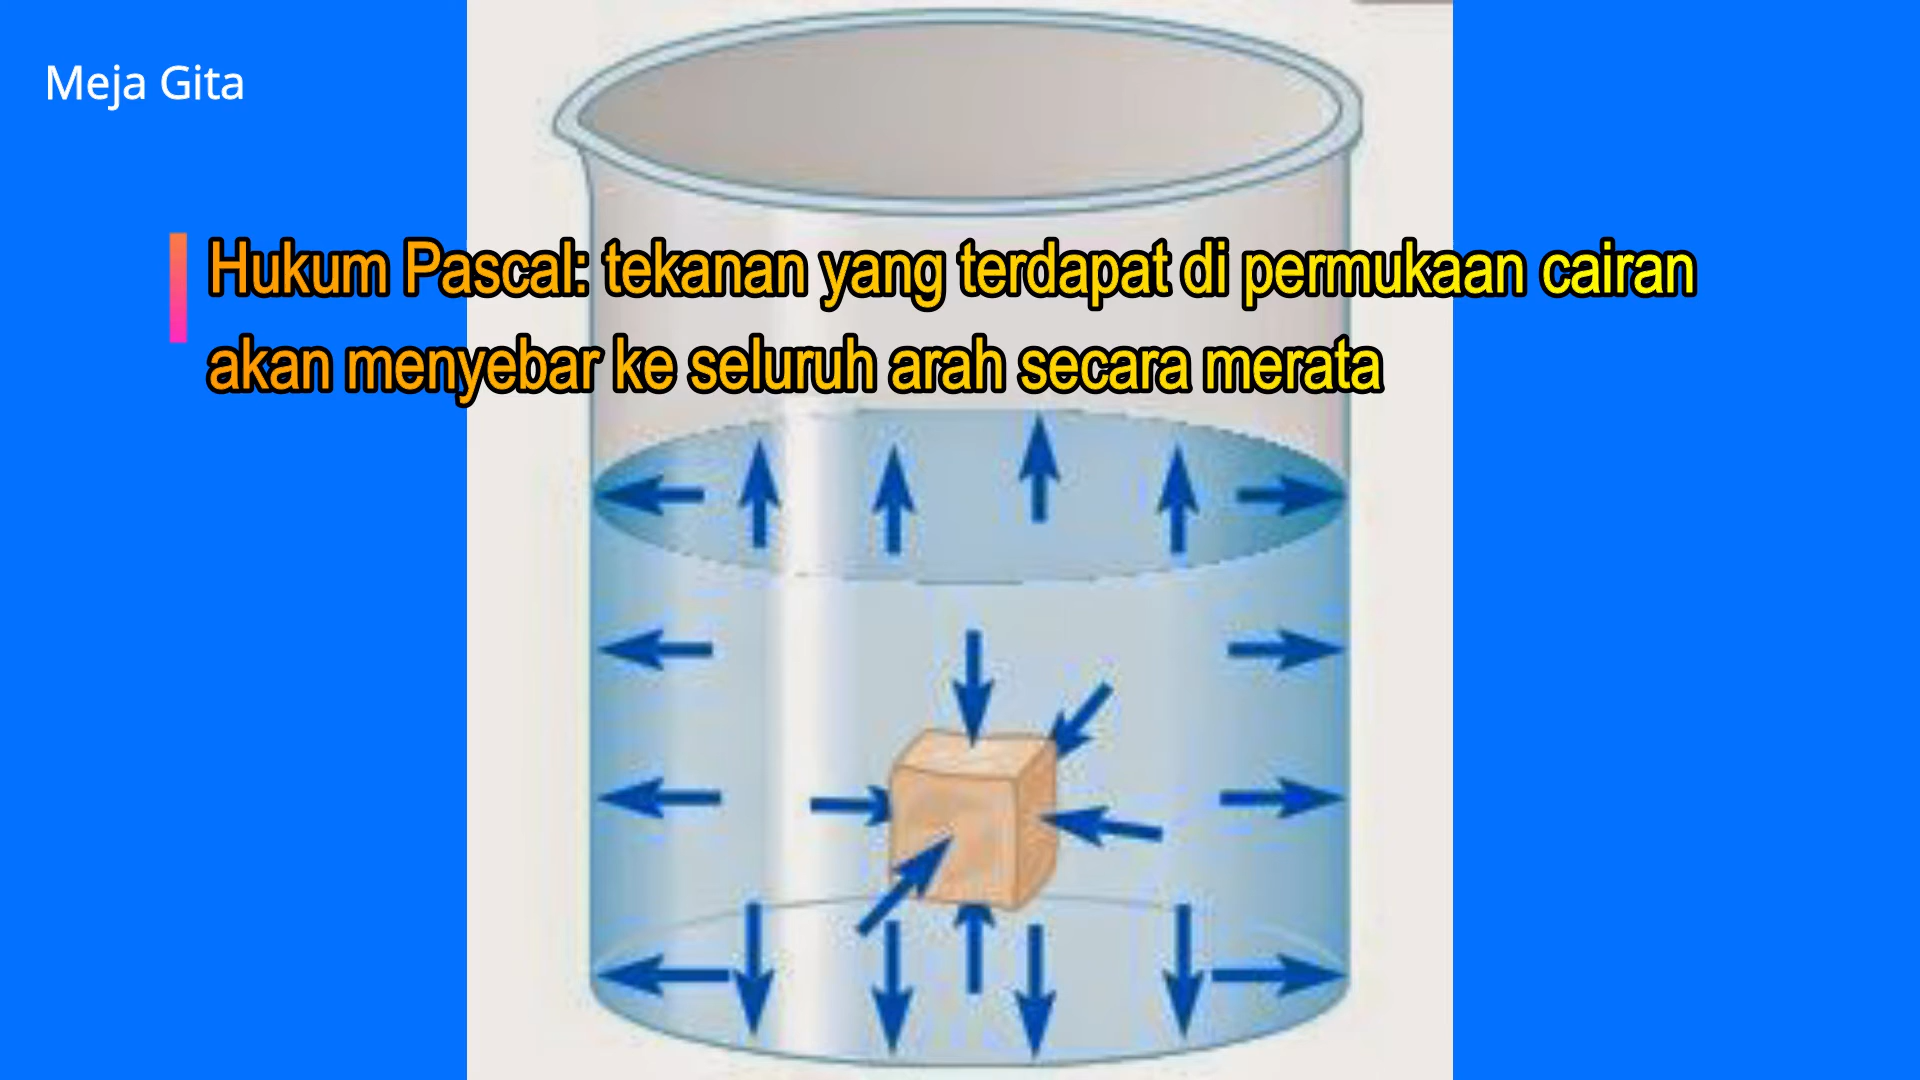 Meja Gita
Hukum Pascal: tekanan yang terdapat di permukaan cairan
akan menyebar ke seluruh arah secara merata